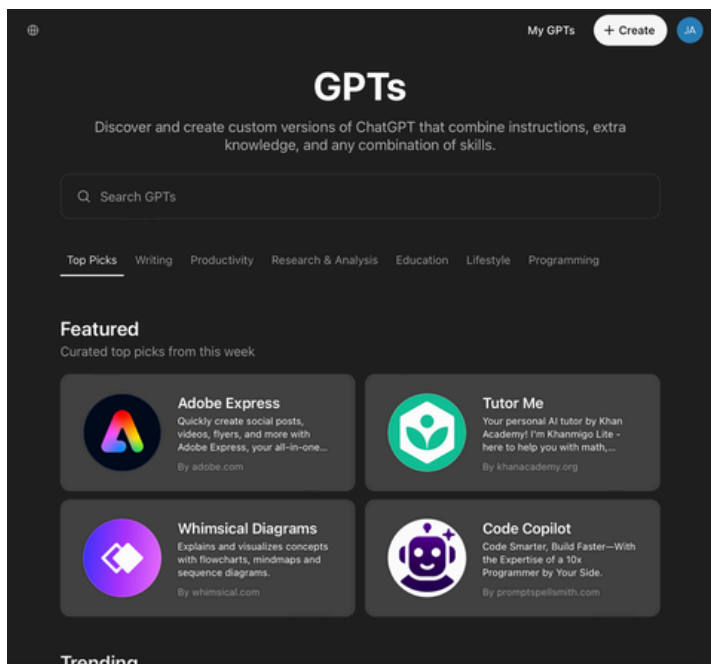 My GPTs
+ Create
JA
GPTs
Discover and create custom versions of ChatGPT that combine instructions, extra
knowledge, and any combination of skills.
Search GPTs
Top Picks Writing Productivity Research & Analysis Education Lifestyle Programming
Featured
Curated top picks from this week
Adobe Express
Quickly create social posts,
videos, flyers, and more with
Adobe Express, your all-in-one...
By adobe.com
Tutor Me
Your personal AI tutor by Khan
Academy! I'm Khanmigo Lite -
here to help you with math,...
By khanacademy.org
Whimsical Diagrams
Explains and visualizes concepts
with flowcharts, mindmaps and
sequence diagrams.
By whimsical.com
Code Copilot
Code Smarter, Build Faster—With
the Expertise of a 10x
Programmer by Your Side.
By promptspellsmith.com
Trending